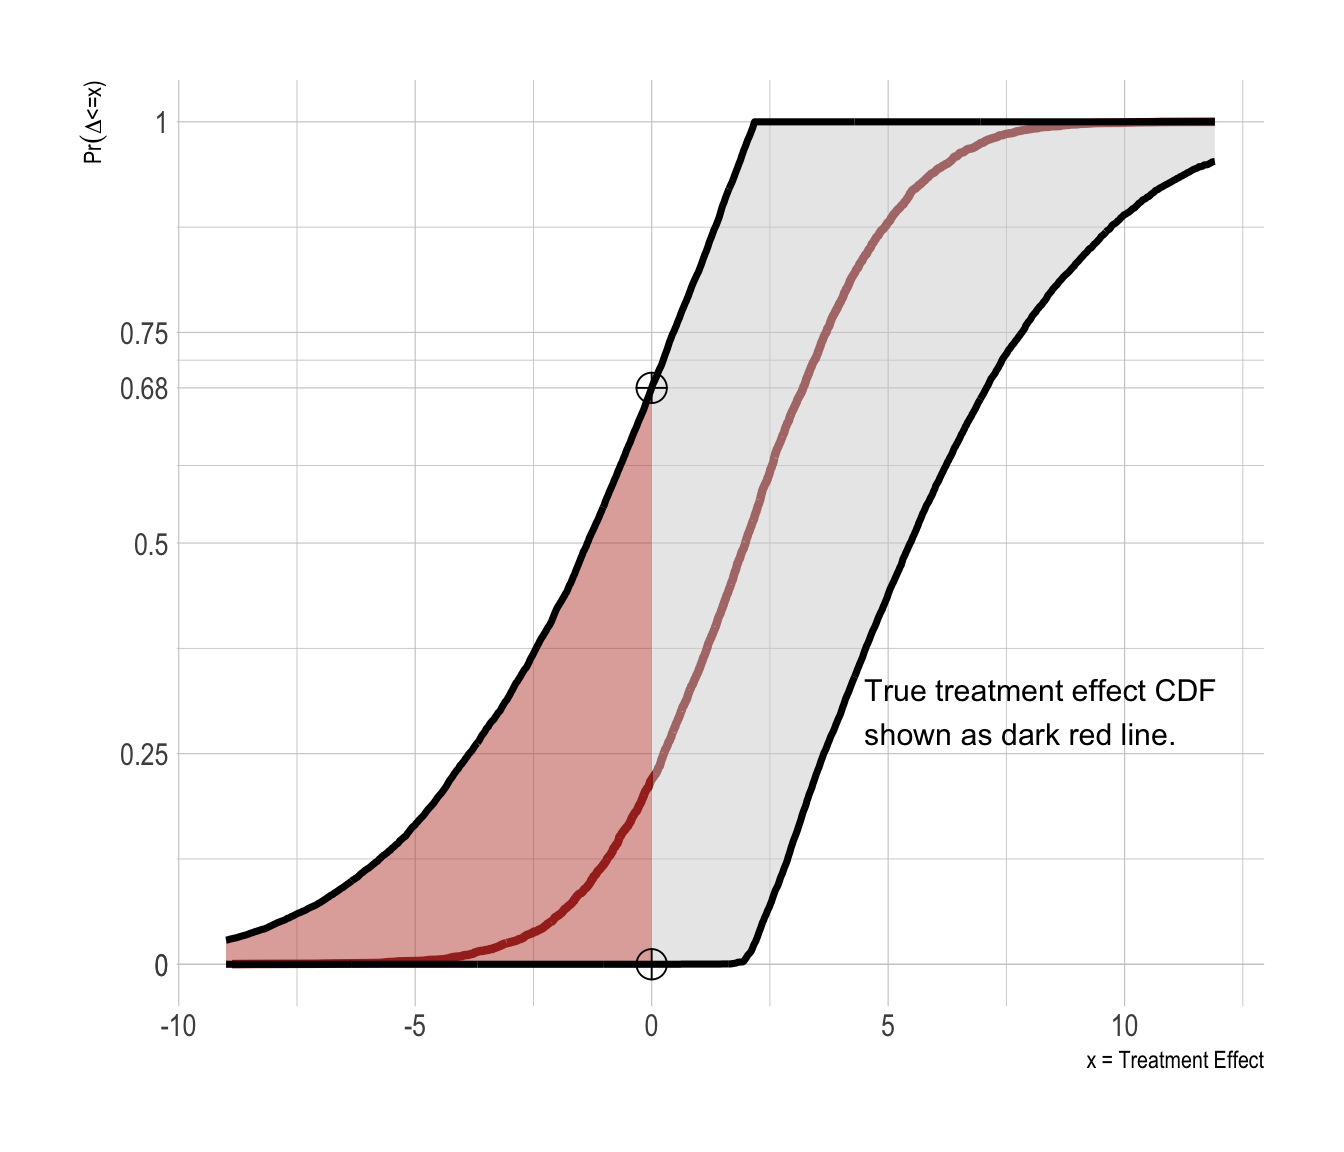 Pr(Δ<=x)
1
0.75
0.68
0.5
0.25
0
True treatment effect CDF
shown as dark red line.
-10 -5 0 5 10
x = Treatment Effect